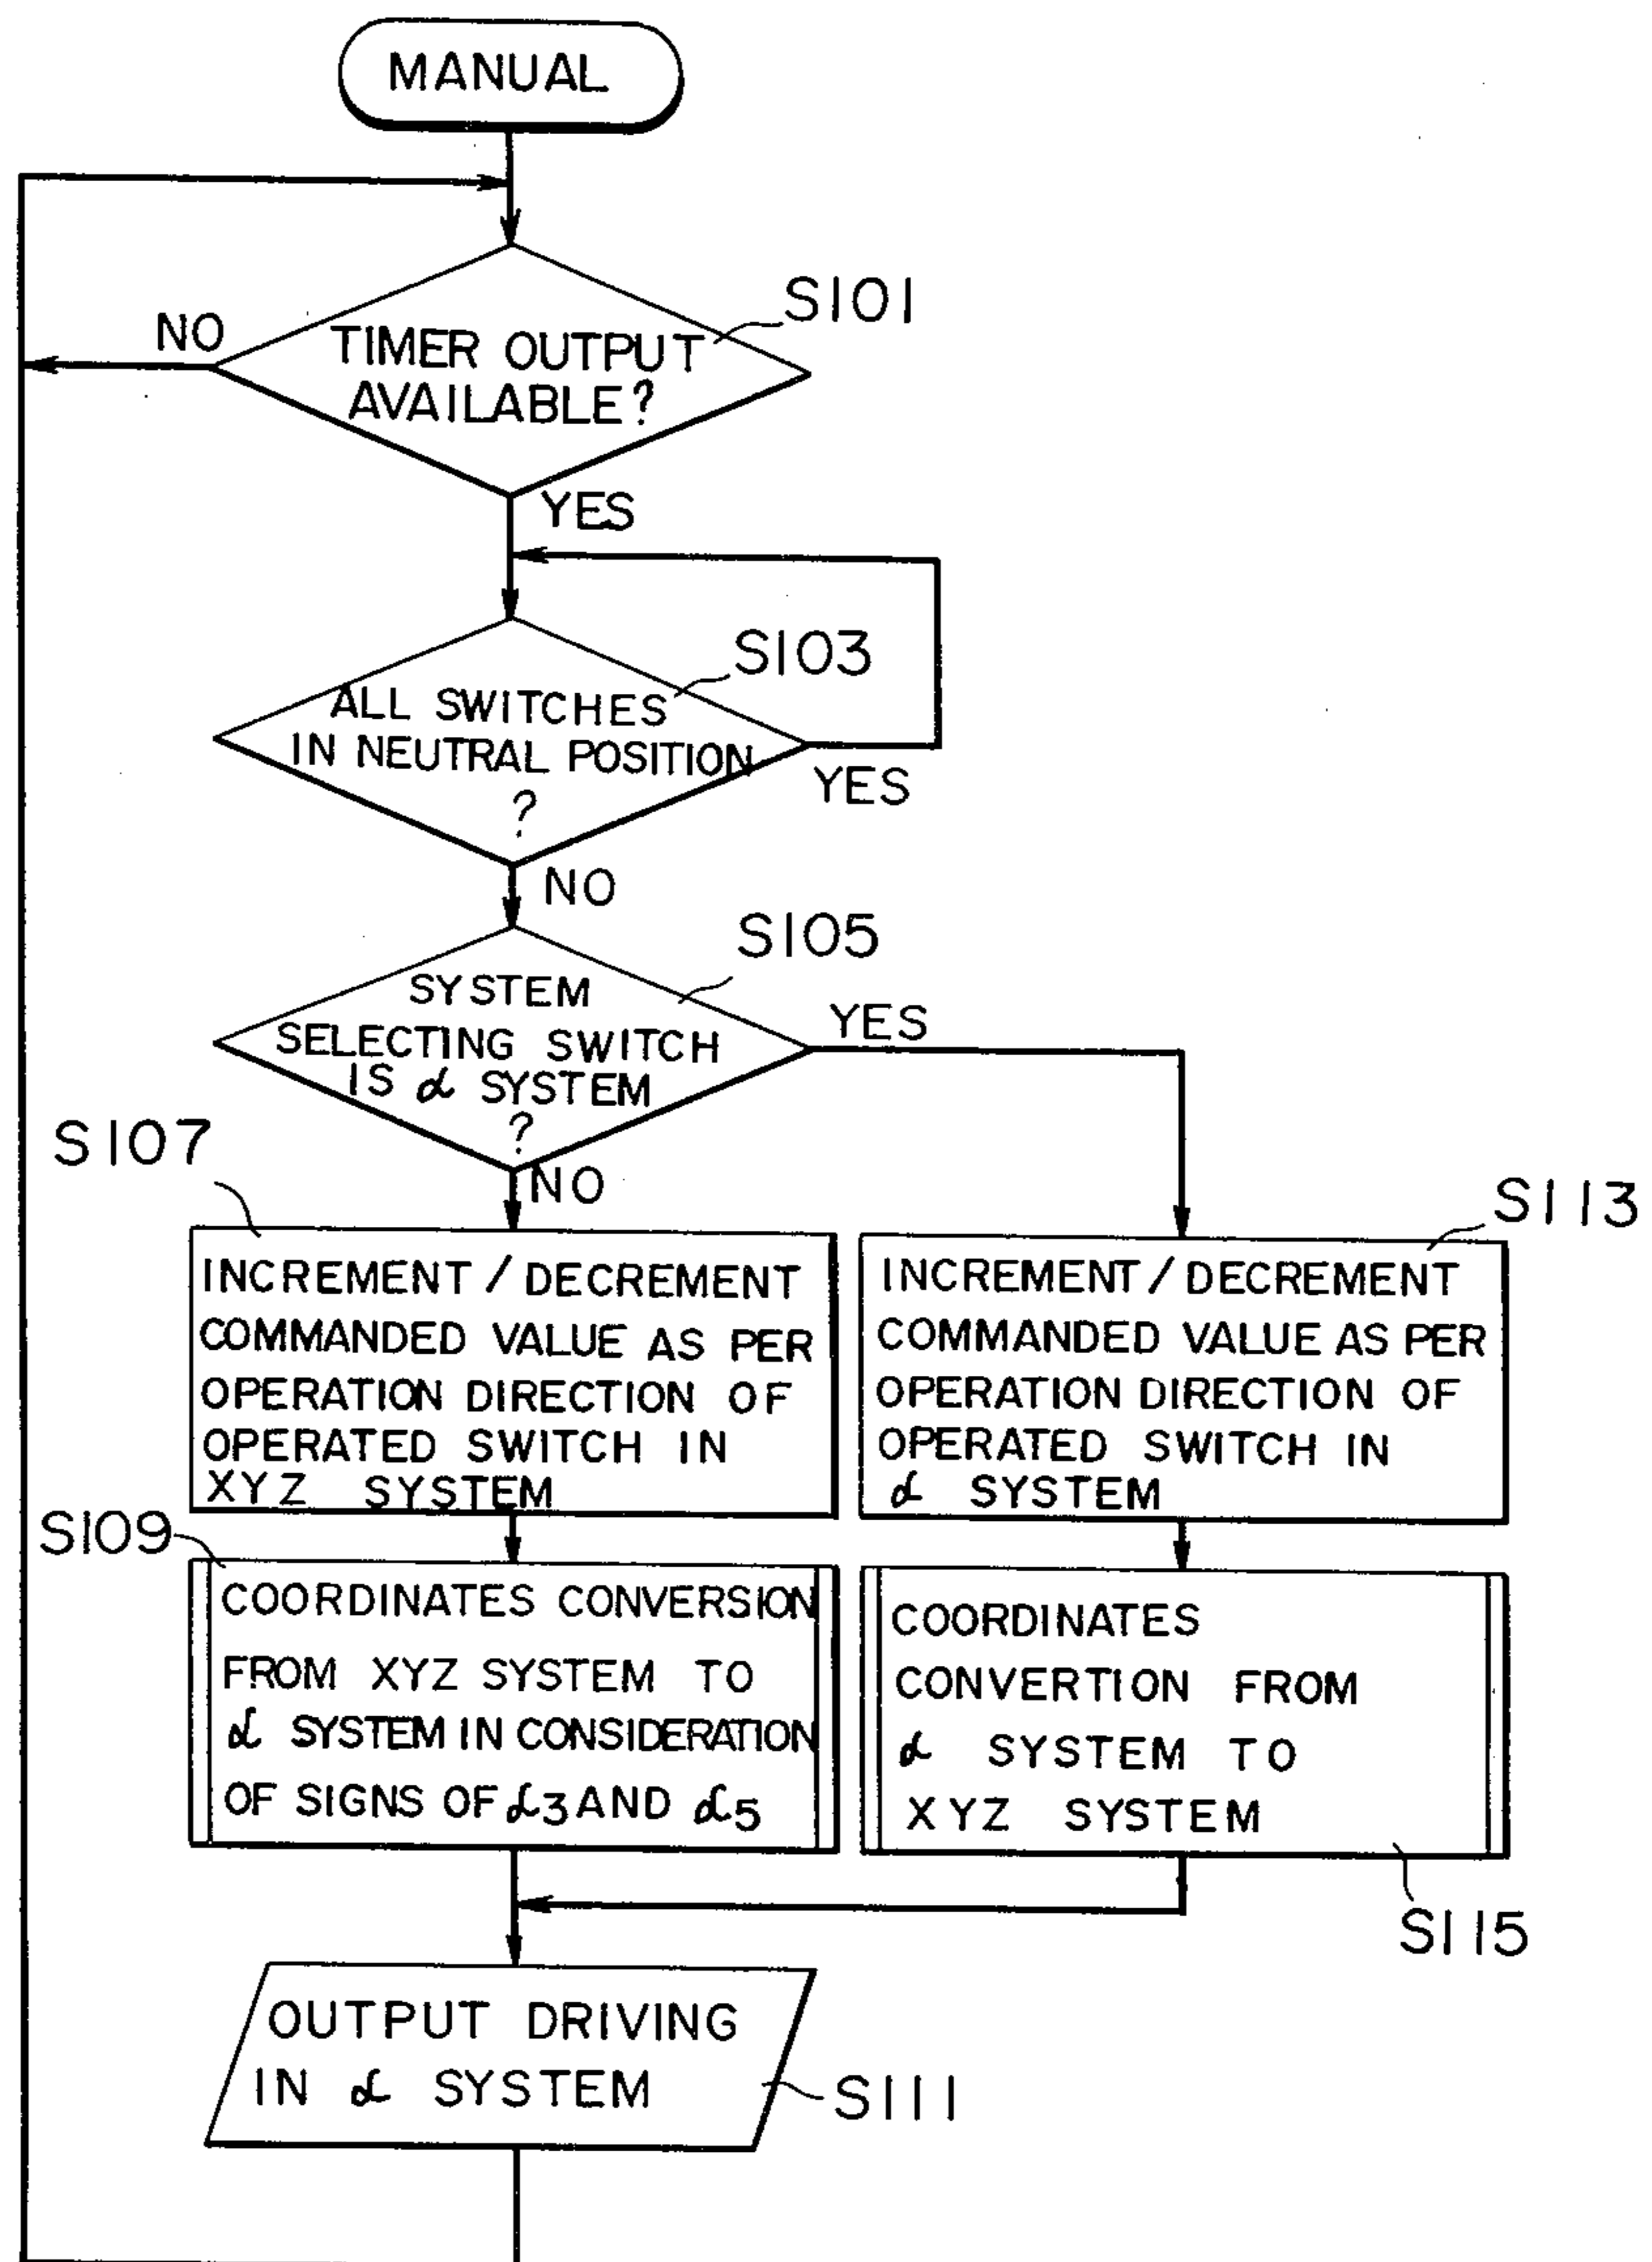 MANUAL
S101
NO
TIMER OUTPUT
AVAILABLE?
YES
S103
ALL SWITCHES
IN NEUTRAL POSITION
?
YES
NO
S105
SYSTEM
SELECTING SWITCH
IS α SYSTEM
?
YES
NO
S107
INCREMENT / DECREMENT
COMMANDED VALUE AS PER
OPERATION DIRECTION OF
OPERATED SWITCH IN
XYZ SYSTEM
S113
INCREMENT / DECREMENT
COMMANDED VALUE AS PER
OPERATION DIRECTION OF
OPERATED SWITCH IN
α SYSTEM
S109
COORDINATES CONVERSION
FROM XYZ SYSTEM TO
α SYSTEM IN CONSIDERATION
OF SIGNS OF α3 AND α5
COORDINATES
CONVERTION FROM
α SYSTEM TO
XYZ SYSTEM
S115
OUTPUT DRIVING
IN α SYSTEM
S111